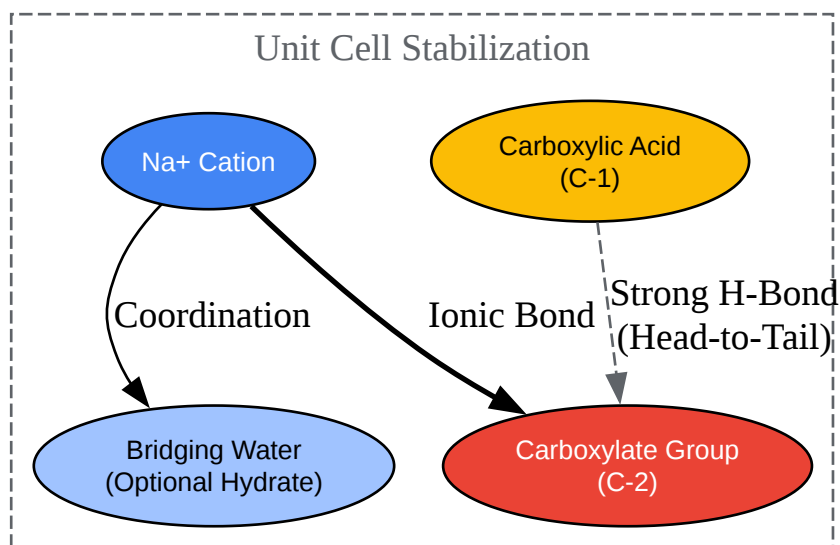 Unit Cell Stabilization
Na+ Cation
Carboxylic Acid
(C-1)
Coordination
Ionic Bond
Strong H-Bond
(Head-to-Tail)
Bridging Water
(Optional Hydrate)
Carboxylate Group
(C-2)